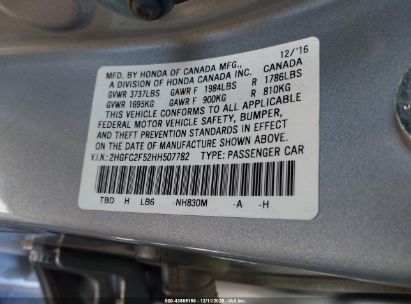 12/'16
MFD. BY HONDA OF CANADA MFG., CANADA
A DIVISION OF HONDA CANADA INC.
GVWR 3737LBS GAWR F 1984LBS R 1786LBS
GVWR 1695KG GAWR F 900KG R 810KG
THIS VEHICLE CONFORMS TO ALL APPLICABLE
FEDERAL MOTOR VEHICLE SAFETY, BUMPER,
AND THEFT PREVENTION STANDARDS IN EFFECT
ON THE DATE OF MANUFACTURE SHOWN ABOVE.
V.I.N.: 2HGFC2F52HH507782 TYPE: PASSENGER CAR
TBD H LB6 -NH830M -A -H